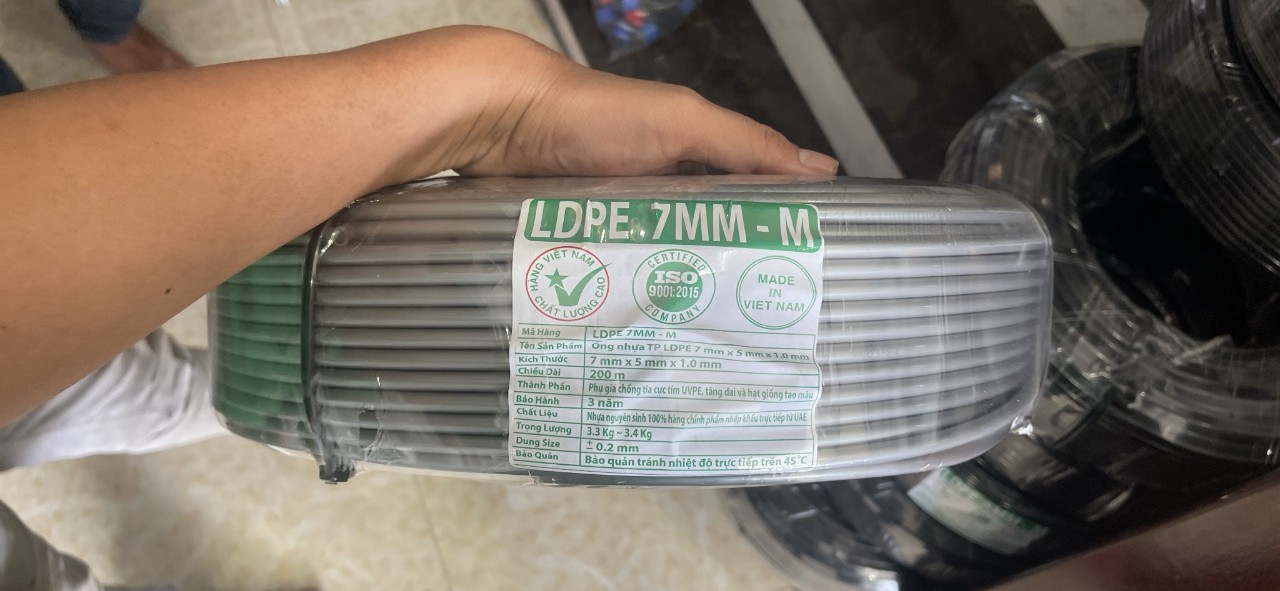 LDPE 7MM - M
HÀNG VIỆT NAM
CHẤT LƯỢNG CAO
CERTIFIED
ISO
9001:2015
COMPANY
MADE
IN
VIET NAM
Mã Hàng LDPE 7MM - M
Tên Sản Phẩm Ống nhựa TP LDPE 7 mm x 5 mm x 1.0 mm
Kích Thước 7 mm x 5 mm x 1.0 mm
Chiều Dài 200 m
Thành Phần Phụ gia chống tia cực tím UVPE, tăng dai và hạt giống tạo màu
Bảo Hành 3 năm
Chất Liệu Nhựa nguyên sinh 100% hàng chính phẩm nhập khẩu trực tiếp từ UAE
Trọng Lượng 3.3 Kg ~ 3.4 Kg
Dung Size ± 0.2 mm
Bảo Quản Bảo quản tránh nhiệt độ trực tiếp trên 45°C